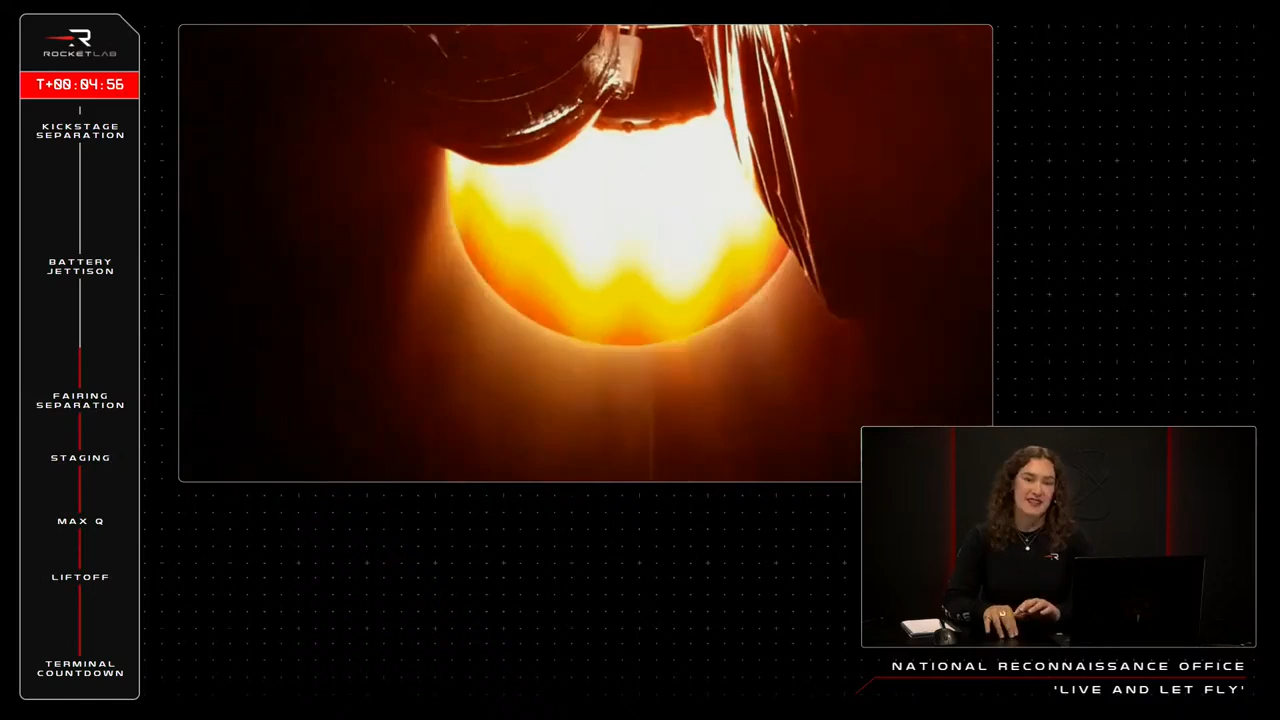 ROCKETLAB
T+00:04:56
KICKSTAGE
SEPARATION
BATTERY
JETTISON
FAIRING
SEPARATION
STAGING
MAX Q
LIFTOFF
TERMINAL
COUNTDOWN
NATIONAL RECONNAISSANCE OFFICE
'LIVE AND LET FLY'